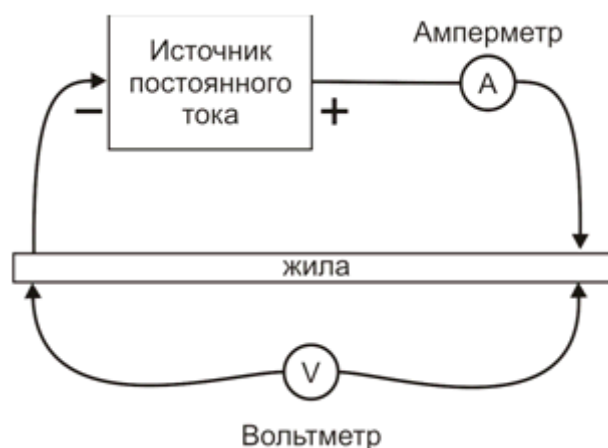 Источник
постоянного
тока
Амперметр
А
− +
жила
V
Вольтметр